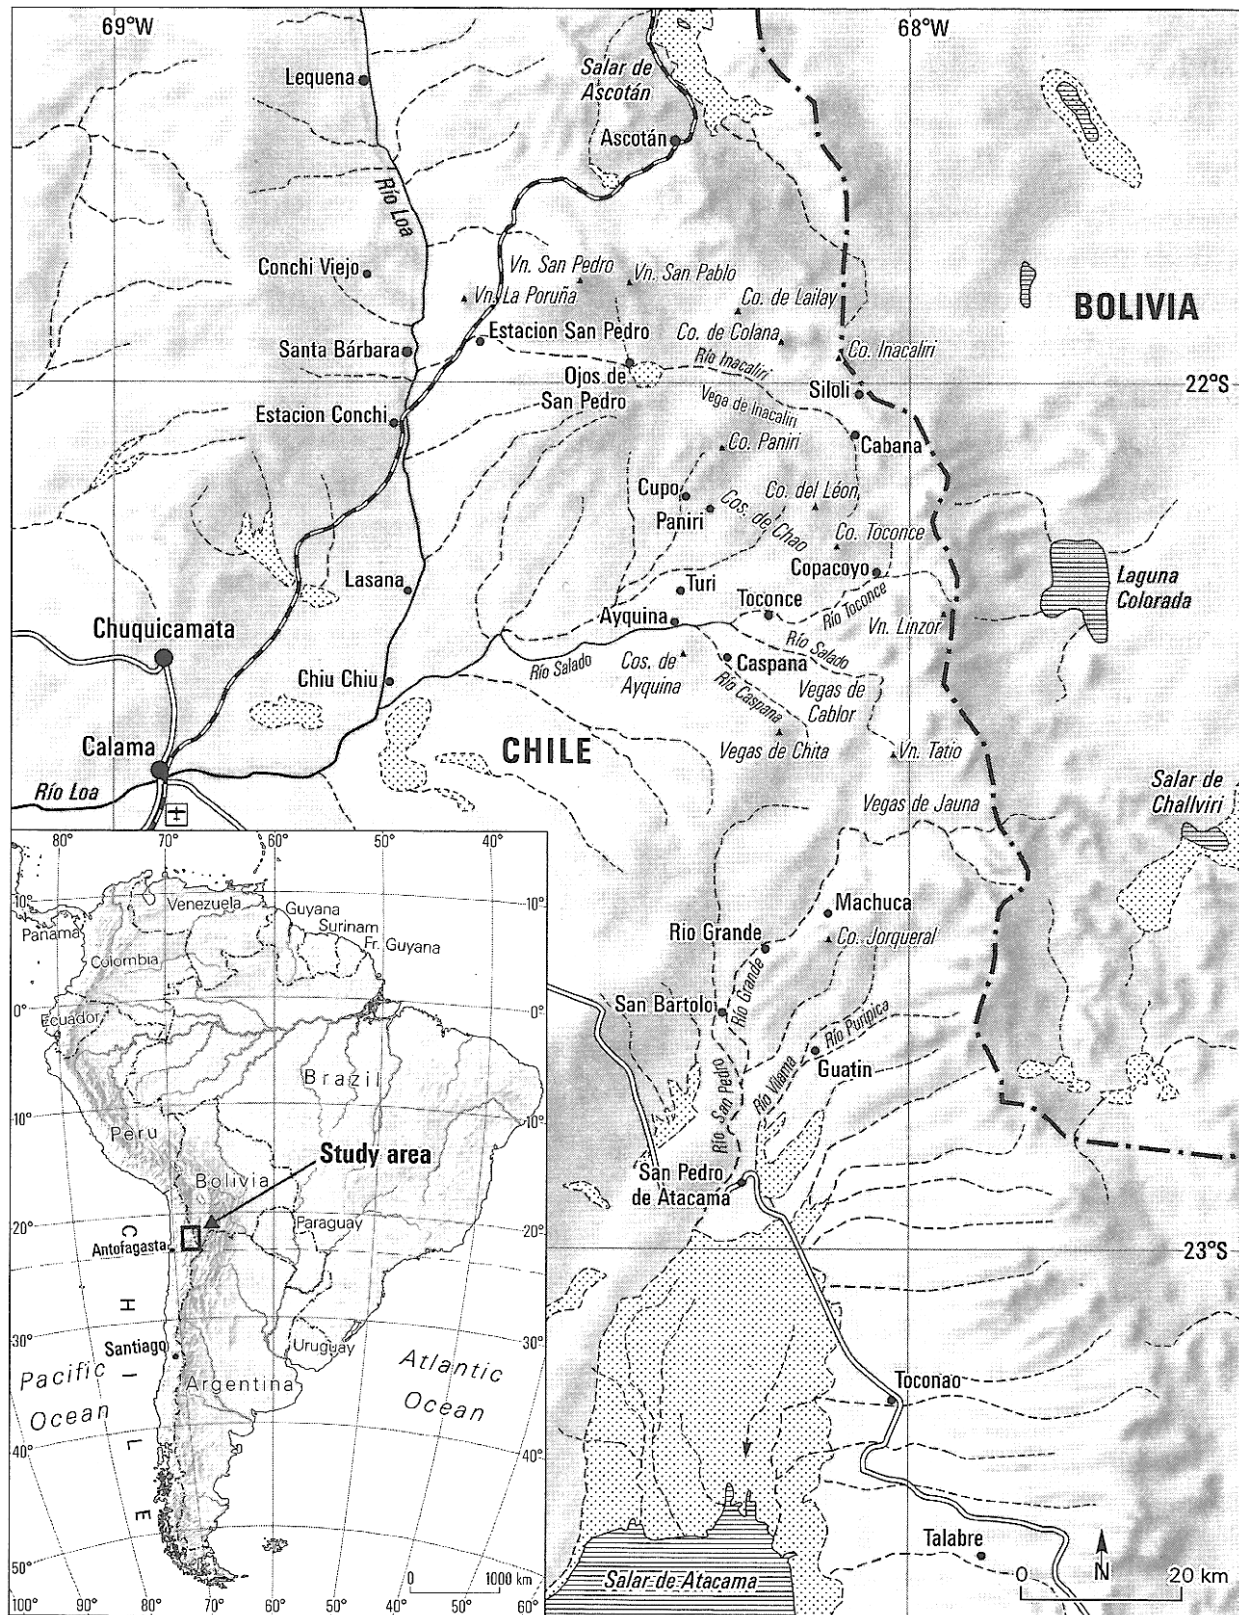 69°W
68°W
Lequena
Salar de
Ascotán
Ascotán
Río Loa
Conchi Viejo
Vn. San Pedro
Vn. San Pablo
Vn. La Poruña
Co. de Lailay
BOLIVIA
Estacion San Pedro
Co. de Colana
Santa Bárbara
Río Inacaliri
Co. Inacaliri
22°S
Ojos de
San Pedro
Siloli
Vega de Inacaliri
Estacion Conchi
Co. Paniri
Cabana
Cupo
Co. del Léon
Paniri
Cos. de Chao
Co. Toconce
Copacoyo
Laguna
Colorada
Lasana
Turi
Toconce
Río Toconce
Ayquina
Vn. Linzor
Chuquicamata
Río Salado
Río Salado
Cos. de
Ayquina
Caspana
Chiu Chiu
Río Caspana
Vegas de
Cablor
Calama
CHILE
Vegas de Chita
Vn. Tatio
Río Loa
Salar de
Challviri
Vegas de Jauna
Machuca
Rio Grande
Co. Jorqueral
San Bartolo
Río Grande
Río Puripica
Guatin
Río Vilama
Río San Pedro
San Pedro
de Atacama
23°S
Toconao
Talabre
Salar de Atacama
N
0 20 km
80° 70° 60° 50° 40°
10° 10°
Venezuela
Guyana
Panama
Surinam
Fr. Guyana
Colombia
0° 0°
Ecuador
Brazil
10° 10°
Peru
Study area
Bolivia
20° 20°
Paraguay
Antofagasta
30° 30°
Santiago
Uruguay
Pacific
Ocean
Argentina
Atlantic
Ocean
CHILE
40° 40°
50° 50°
0 1000 km
100° 90° 80° 70° 60° 50° 40° 60°